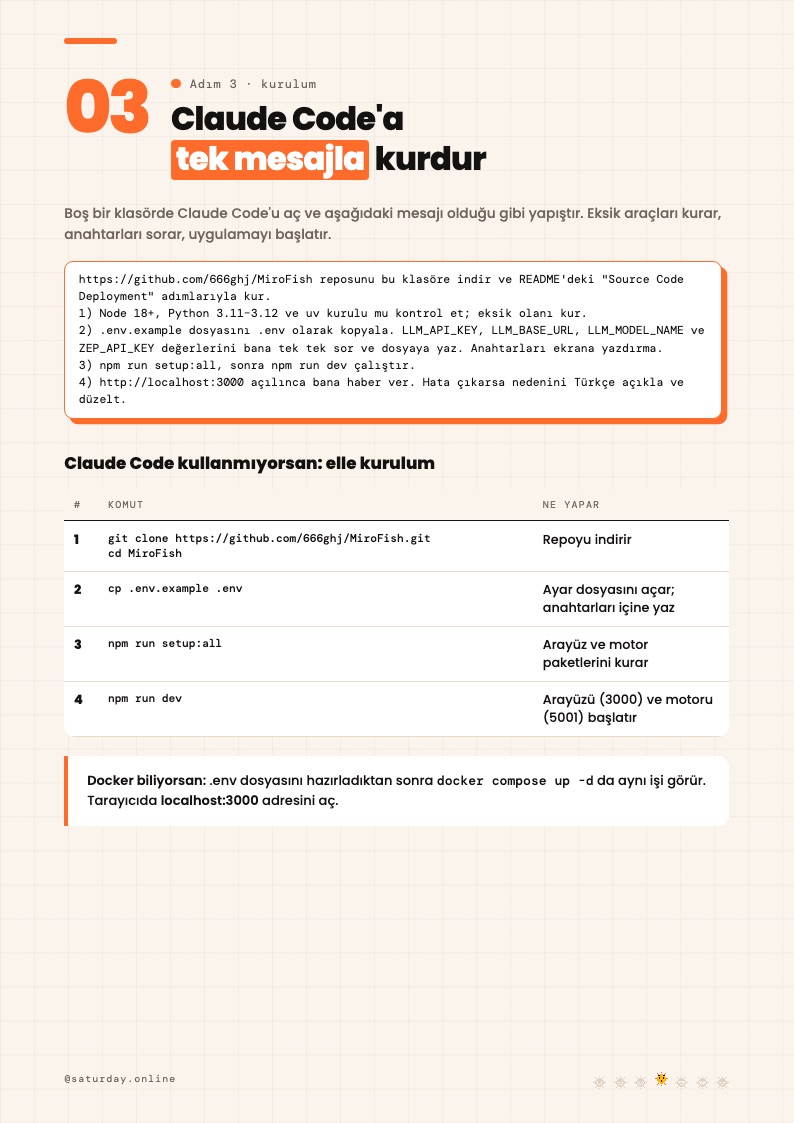 03
Adım 3 · kurulum
Claude Code'a
tek mesajla kurdur
Boş bir klasörde Claude Code'u aç ve aşağıdaki mesajı olduğu gibi yapıştır. Eksik araçları kurar,
anahtarları sorar, uygulamayı başlatır.
https://github.com/666ghj/MiroFish reposunu bu klasöre indir ve README'deki "Source Code
Deployment" adımlarıyla kur.
1) Node 18+, Python 3.11–3.12 ve uv kurulu mu kontrol et; eksik olanı kur.
2) .env.example dosyasını .env olarak kopyala. LLM_API_KEY, LLM_BASE_URL, LLM_MODEL_NAME ve
ZEP_API_KEY değerlerini bana tek tek sor ve dosyaya yaz. Anahtarları ekrana yazdırma.
3) npm run setup:all, sonra npm run dev çalıştır.
4) http://localhost:3000 açılınca bana haber ver. Hata çıkarsa nedenini Türkçe açıkla ve
düzelt.
Claude Code kullanmıyorsan: elle kurulum
# KOMUT NE YAPAR
1 git clone https://github.com/666ghj/MiroFish.git Repoyu indirir
cd MiroFish
2 cp .env.example .env Ayar dosyasını açar;
anahtarları içine yaz
3 npm run setup:all Arayüz ve motor
paketlerini kurar
4 npm run dev Arayüzü (3000) ve motoru
(5001) başlatır
Docker biliyorsan: .env dosyasını hazırladıktan sonra docker compose up -d da aynı işi görür.
Tarayıcıda localhost:3000 adresini aç.
@saturday.online